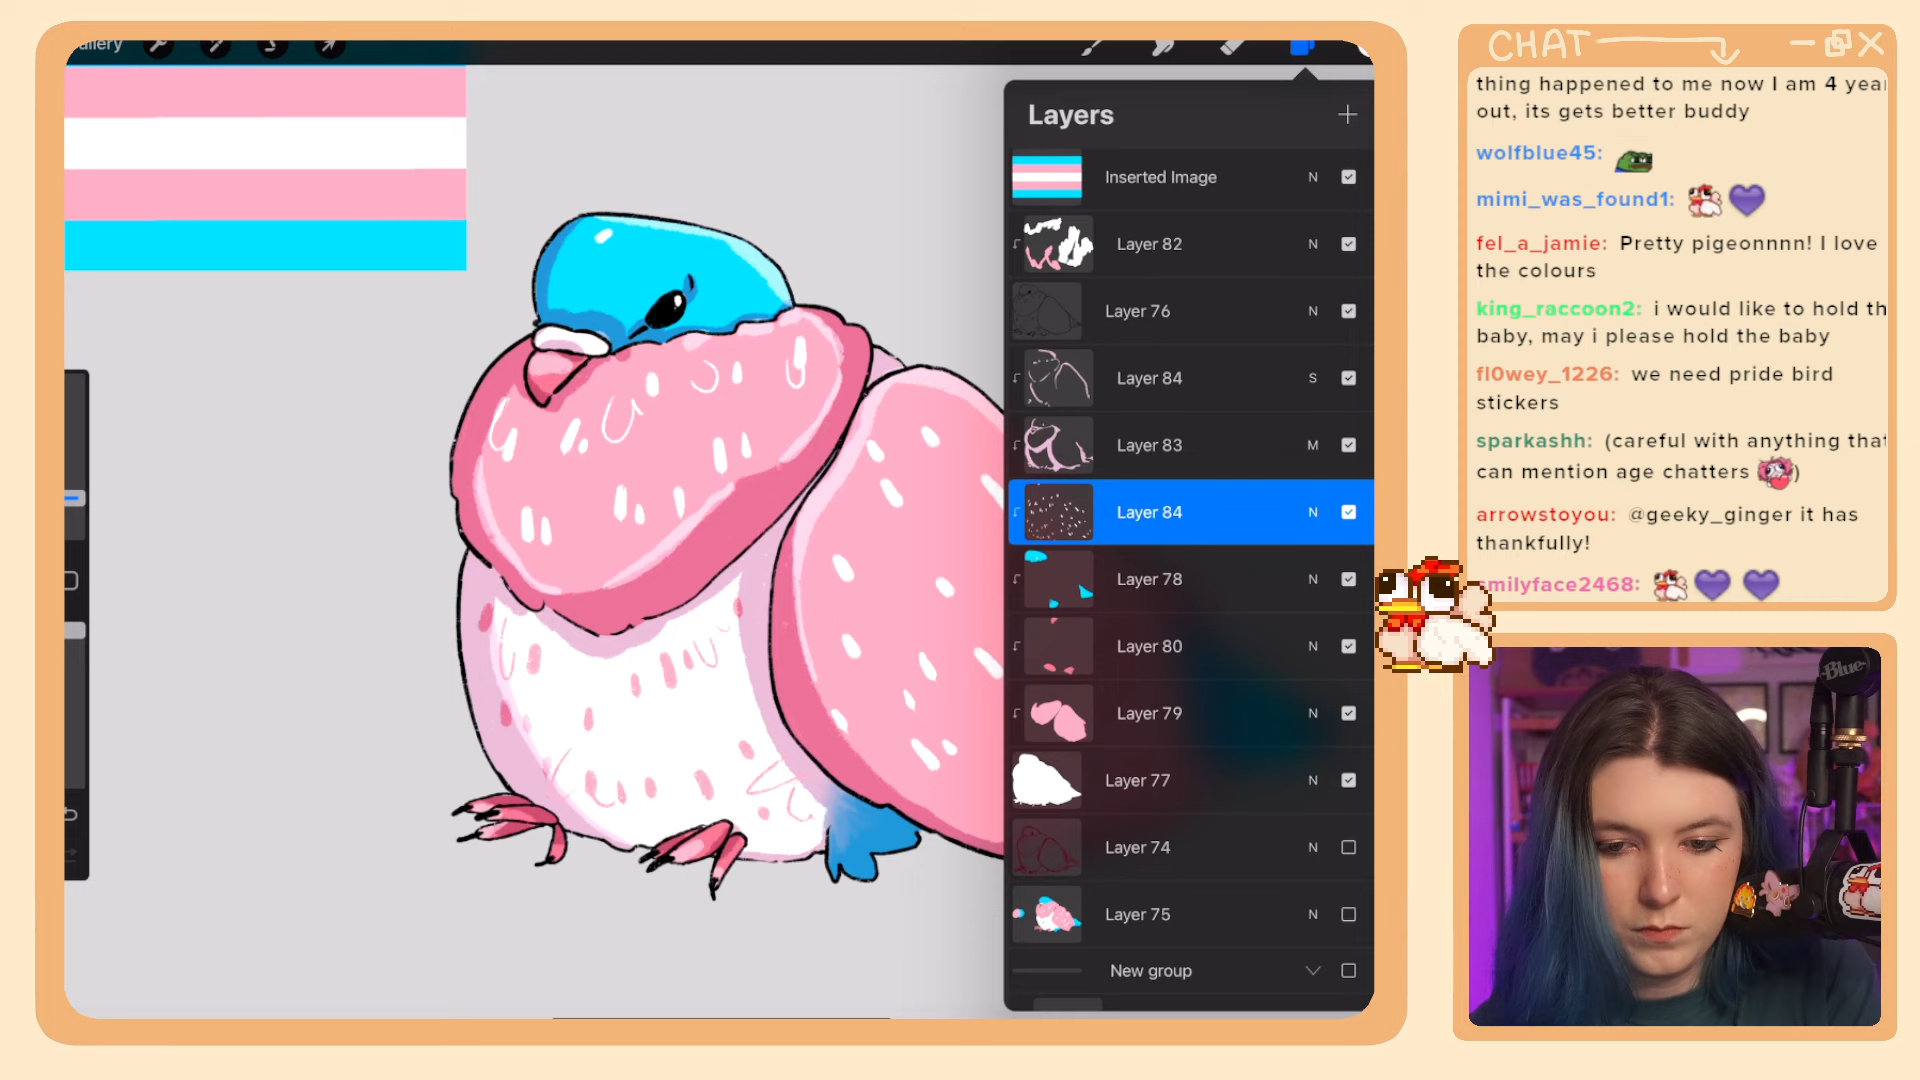 allery
Layers
Inserted Image N
Layer 82 N
Layer 76 N
Layer 84 S
Layer 83 M
Layer 84 N
Layer 78 N
Layer 80 N
Layer 79 N
Layer 77 N
Layer 74 N
Layer 75 N
New group
CHAT
thing happened to me now I am 4 year
out, its gets better buddy
wolfblue45:
mimi_was_found1:
fel_a_jamie: Pretty pigeonnnn! I love
the colours
king_raccoon2: i would like to hold th
baby, may i please hold the baby
fl0wey_1226: we need pride bird
stickers
sparkashh: (careful with anything that
can mention age chatters )
arrowstoyou: @geeky_ginger it has
thankfully!
smilyface2468:
Blue